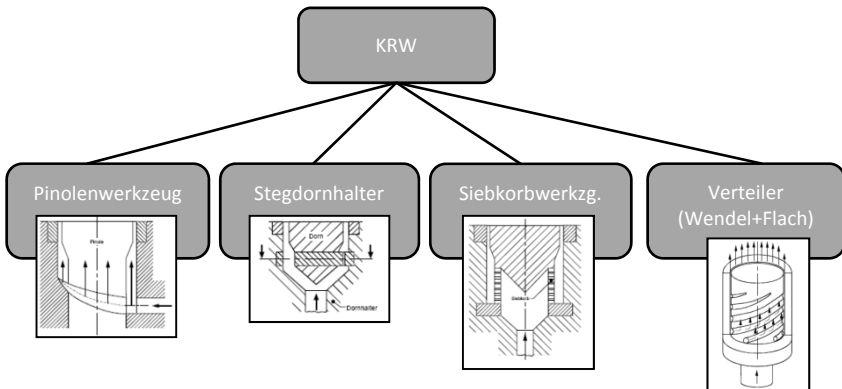 KRW
Pinolenwerkzeug
Stegdornhalter
Siebkorbwerkzg.
Verteiler
(Wendel+Flach)
Pinole
Dorn
Dornhalter
Siebkorb